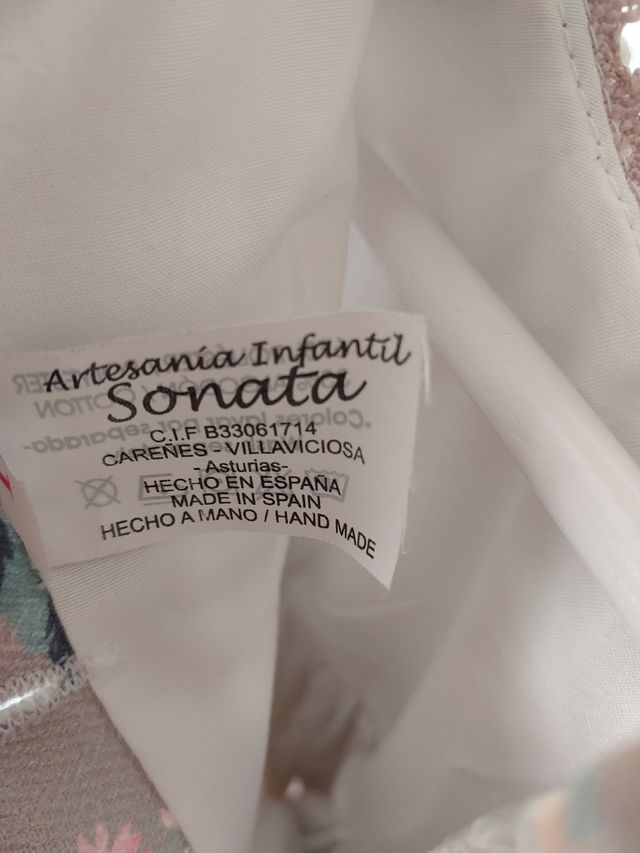 Artesanía Infantil
Sonata
C.I.F B33061714
CAREÑES - VILLAVICIOSA
- Asturias-
HECHO EN ESPAÑA
MADE IN SPAIN
HECHO A MANO / HAND MADE